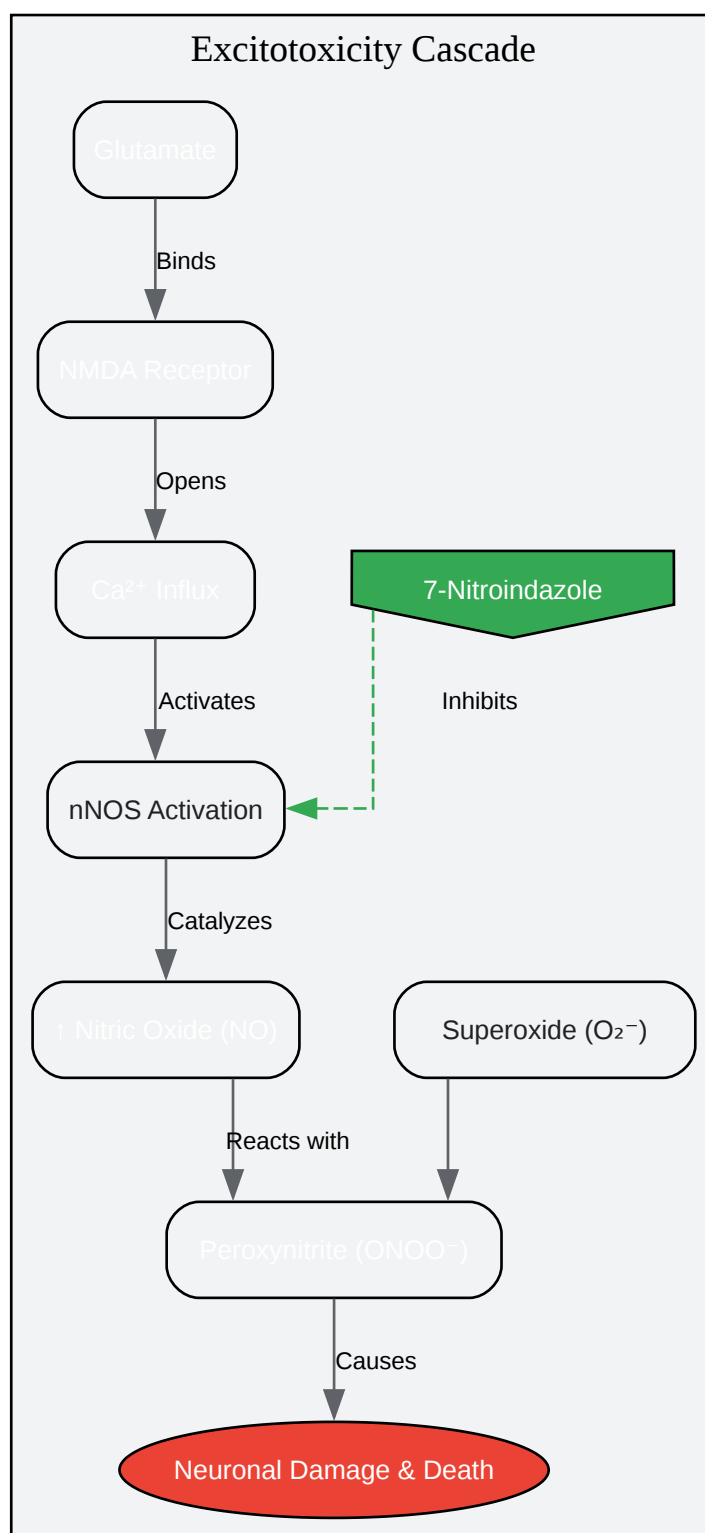 Excitotoxicity Cascade
Glutamate
Binds
NMDA Receptor
Opens
Ca²⁺ Influx
7-Nitroindazole
Activates
Inhibits
nNOS Activation
Catalyzes
↑ Nitric Oxide (NO)
Superoxide (O₂⁻)
Reacts with
Peroxynitrite (ONOO⁻)
Causes
Neuronal Damage & Death